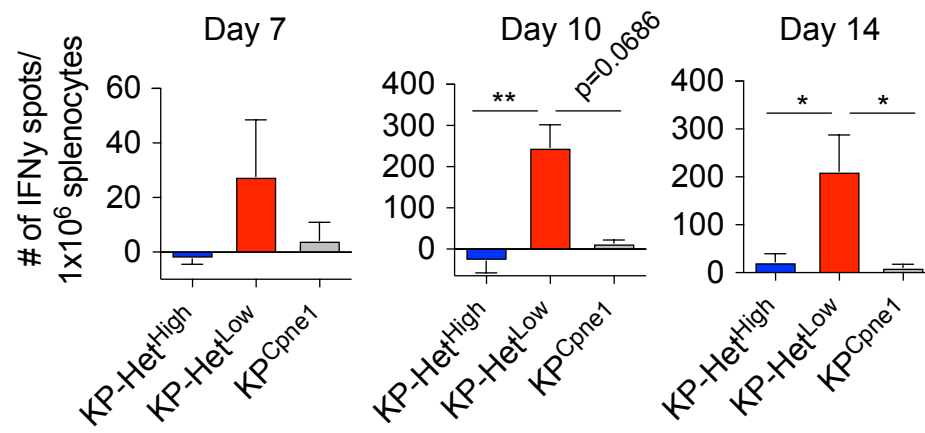 Day 7
Day 10
Day 14
# of IFNy spots/
1x10⁶ splenocytes
60
40
20
0
400
300
200
100
0
**
p=0.0686
400
300
200
100
0
*
*
KP-Het^High
KP-Het^Low
KP^Cpne1
KP-Het^High
KP-Het^Low
KP^Cpne1
KP-Het^High
KP-Het^Low
KP^Cpne1